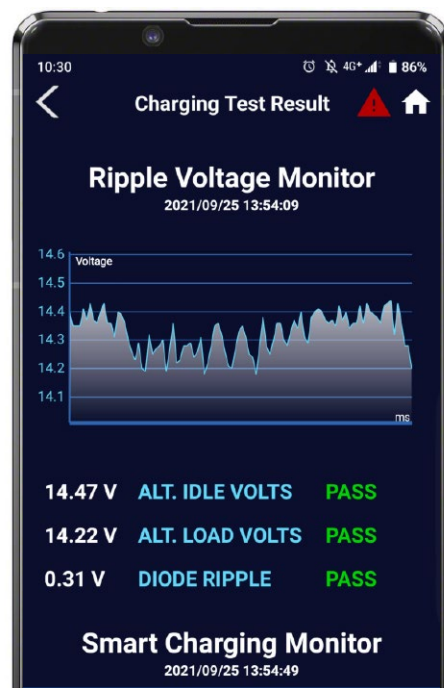 10:30 4G+ 86%
Charging Test Result
Ripple Voltage Monitor
2021/09/25 13:54:09
14.6 Voltage
14.5
14.4
14.3
14.2
14.1
ms
14.47 V ALT. IDLE VOLTS PASS
14.22 V ALT. LOAD VOLTS PASS
0.31 V DIODE RIPPLE PASS
Smart Charging Monitor
2021/09/25 13:54:49